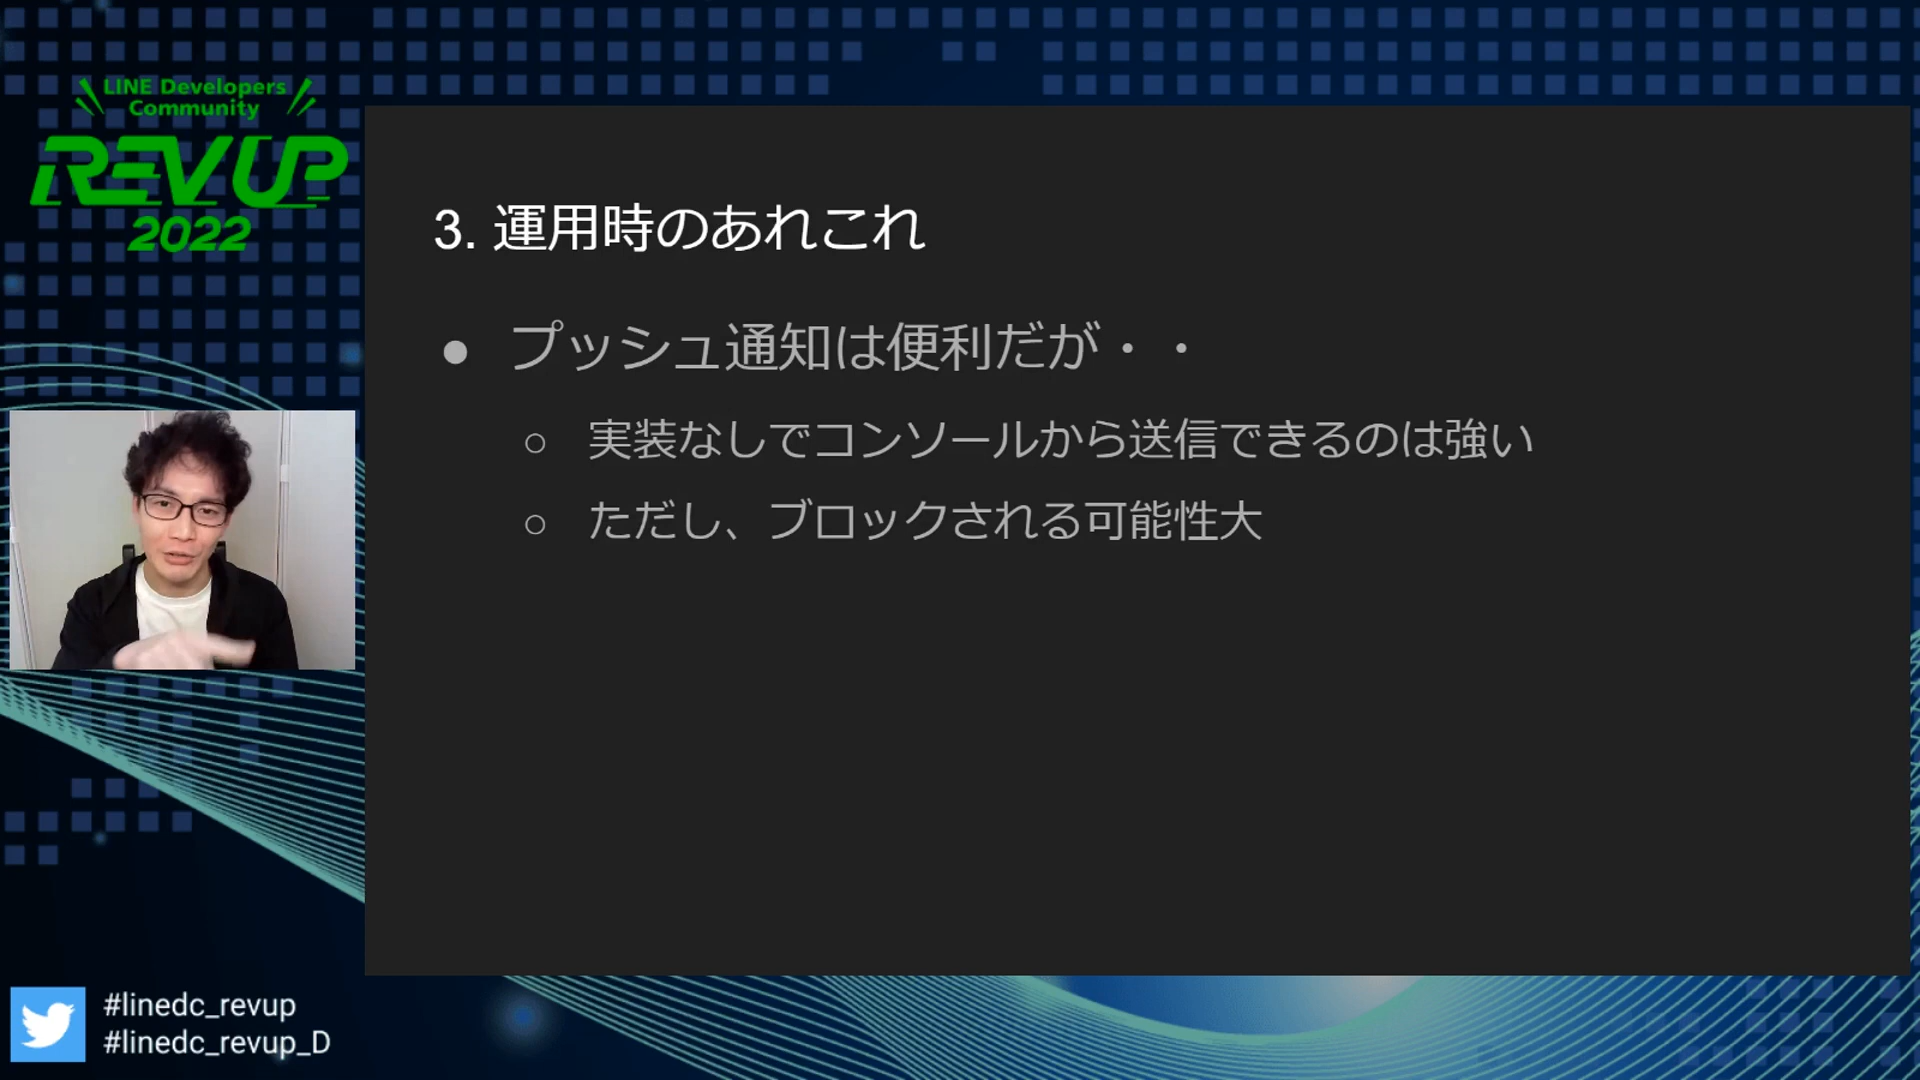 LINE Developers
Community
REVUP
2022
3. 運用時のあれこれ
● プッシュ通知は便利だが・・
○ 実装なしでコンソールから送信できるのは強い
○ ただし、ブロックされる可能性大
#linedc_revup
#linedc_revup_D